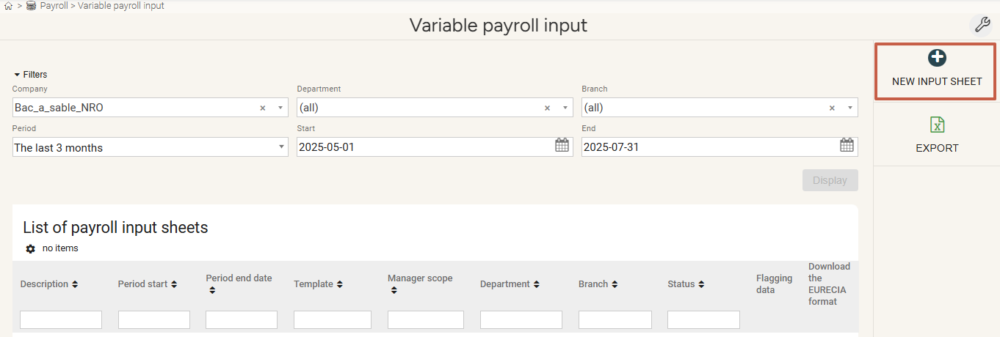 > Payroll > Variable payroll input
Variable payroll input
NEW INPUT SHEET
EXPORT
Filters
Company Department Branch
Bac_a_sable_NRO × (all) × (all) ×
Period Start End
The last 3 months 2025-05-01 2025-07-31
Display
List of payroll input sheets
no items
Description Period start Period end date Template Manager scope Department Branch Status Flagging data Download the EURECIA format